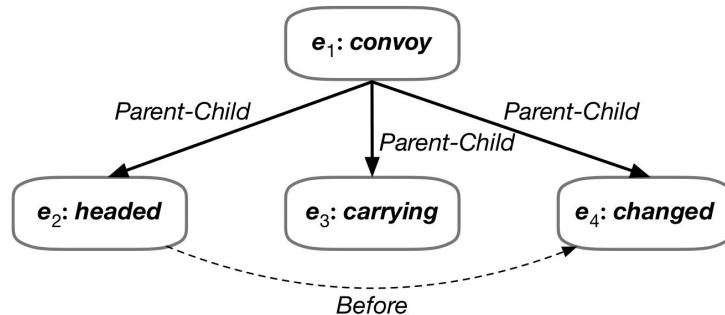 e₁: convoy
Parent-Child
Parent-Child
Parent-Child
e₂: headed
e₃: carrying
e₄: changed
Before